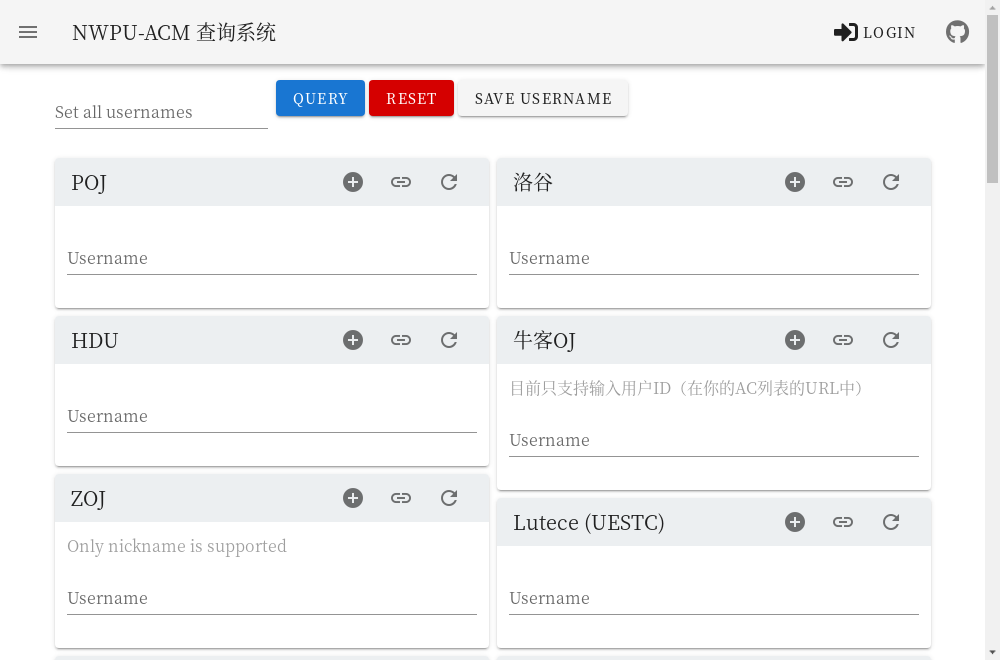 NWPU-ACM 查询系统
LOGIN
Set all usernames
QUERY
RESET
SAVE USERNAME
POJ
Username
洛谷
Username
HDU
Username
牛客OJ
目前只支持输入用户ID（在你的AC列表的URL中）
Username
ZOJ
Only nickname is supported
Username
Lutece (UESTC)
Username